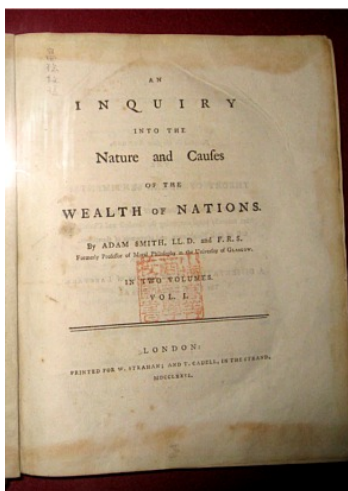 AN
INQUIRY
INTO THE
Nature and Cauſes
OF THE
WEALTH OF NATIONS.
By ADAM SMITH, LL. D. and F. R. S.
Formerly Profeſſor of Moral Philoſophy in the Univerſity of GLASGOW.
IN TWO VOLUMES.
VOL. I.
LONDON:
PRINTED FOR W. STRAHAN; AND T. CADELL, IN THE STRAND.
MDCCLXXVI.